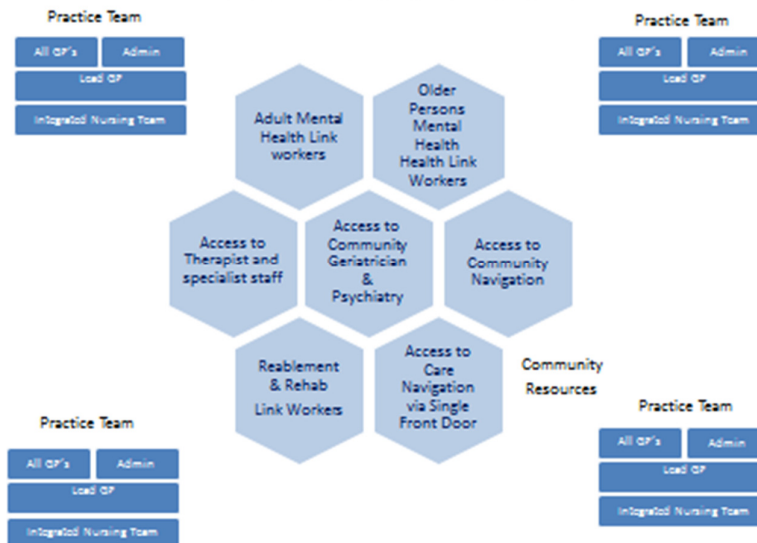 Practice Team
All GP's
Admin
Lead GP
Integrated Nursing Team
Practice Team
All GP's
Admin
Lead GP
Integrated Nursing Team
Adult Mental
Health Link
workers
Older
Persons
Mental
Health
Health Link
Workers
Access to
Therapist and
specialist staff
Access to
Community
Geriatrician
&
Psychiatry
Access to
Community
Navigation
Reablement
& Rehab
Link Workers
Access to
Care
Navigation
via Single
Front Door
Community
Resources
Practice Team
All GP's
Admin
Lead GP
Integrated Nursing Team
Practice Team
All GP's
Admin
Lead GP
Integrated Nursing Team